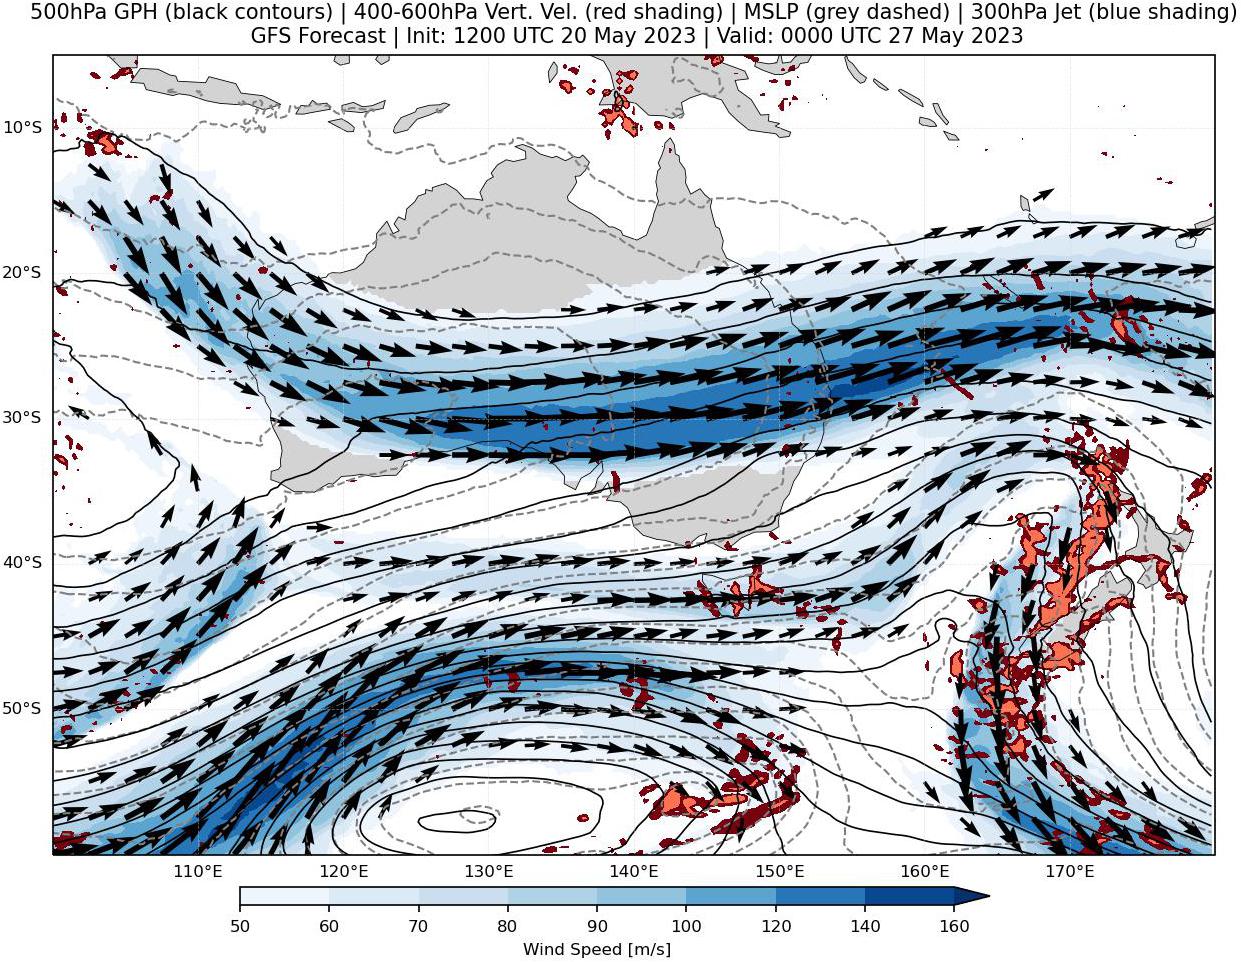 500hPa GPH (black contours) | 400-600hPa Vert. Vel. (red shading) | MSLP (grey dashed) | 300hPa Jet (blue shading)
GFS Forecast | Init: 1200 UTC 20 May 2023 | Valid: 0000 UTC 27 May 2023
10°S
20°S
30°S
40°S
50°S
110°E 120°E 130°E 140°E 150°E 160°E 170°E
50 60 70 80 90 100 120 140 160
Wind Speed [m/s]